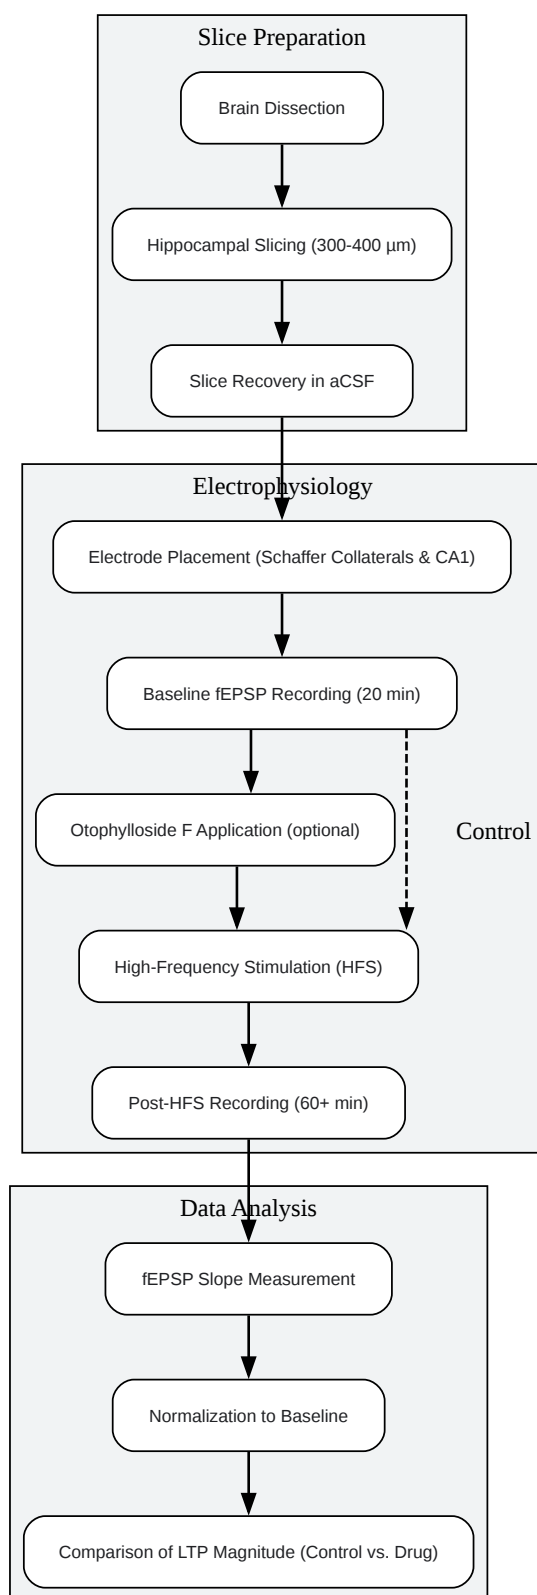 Slice Preparation
Brain Dissection
Hippocampal Slicing (300-400 µm)
Slice Recovery in aCSF
Electrophysiology
Electrode Placement (Schaffer Collaterals & CA1)
Baseline fEPSP Recording (20 min)
Otophylloside F Application (optional)
Control
High-Frequency Stimulation (HFS)
Post-HFS Recording (60+ min)
Data Analysis
fEPSP Slope Measurement
Normalization to Baseline
Comparison of LTP Magnitude (Control vs. Drug)